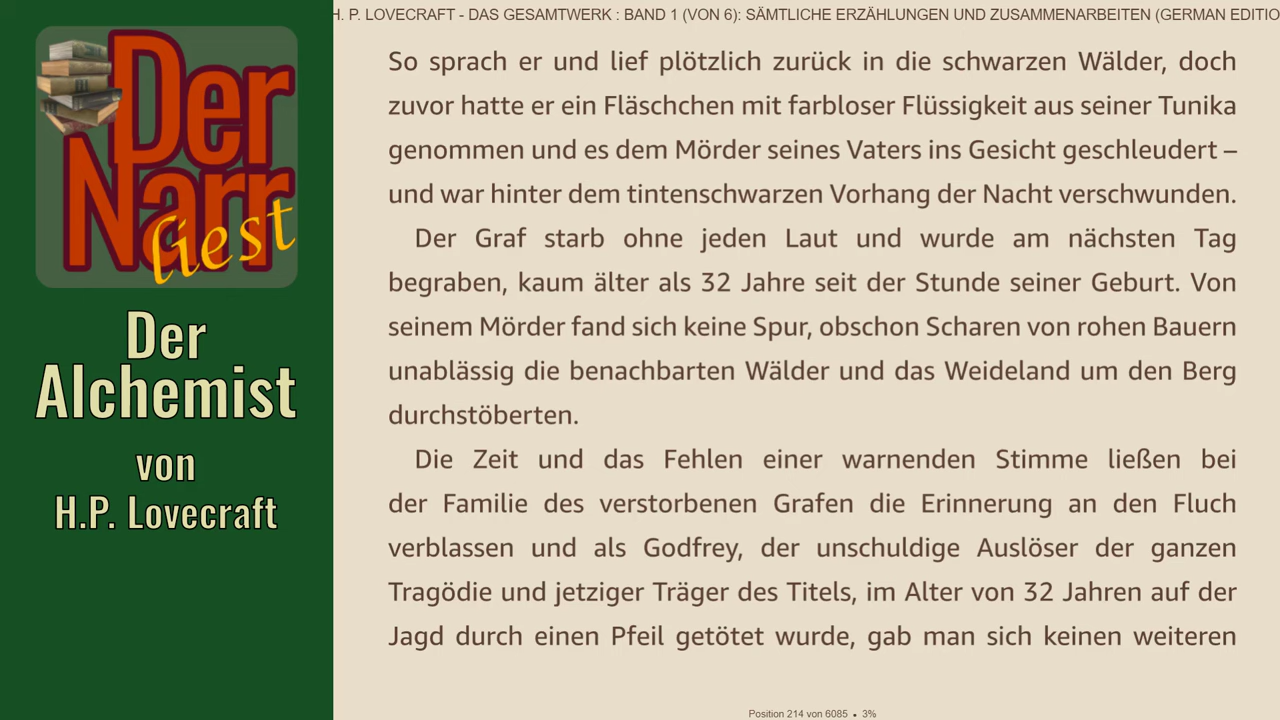 H. P. LOVECRAFT - DAS GESAMTWERK : BAND 1 (VON 6): SÄMTLICHE ERZÄHLUNGEN UND ZUSAMMENARBEITEN (GERMAN EDITIO
Der
Narr
liest
Der
Alchemist
von
H.P. Lovecraft
So sprach er und lief plötzlich zurück in die schwarzen Wälder, doch
zuvor hatte er ein Fläschchen mit farbloser Flüssigkeit aus seiner Tunika
genommen und es dem Mörder seines Vaters ins Gesicht geschleudert –
und war hinter dem tintenschwarzen Vorhang der Nacht verschwunden.
Der Graf starb ohne jeden Laut und wurde am nächsten Tag
begraben, kaum älter als 32 Jahre seit der Stunde seiner Geburt. Von
seinem Mörder fand sich keine Spur, obschon Scharen von rohen Bauern
unablässig die benachbarten Wälder und das Weideland um den Berg
durchstöberten.
Die Zeit und das Fehlen einer warnenden Stimme ließen bei
der Familie des verstorbenen Grafen die Erinnerung an den Fluch
verblassen und als Godfrey, der unschuldige Auslöser der ganzen
Tragödie und jetziger Träger des Titels, im Alter von 32 Jahren auf der
Jagd durch einen Pfeil getötet wurde, gab man sich keinen weiteren
Position 214 von 6085 • 3%